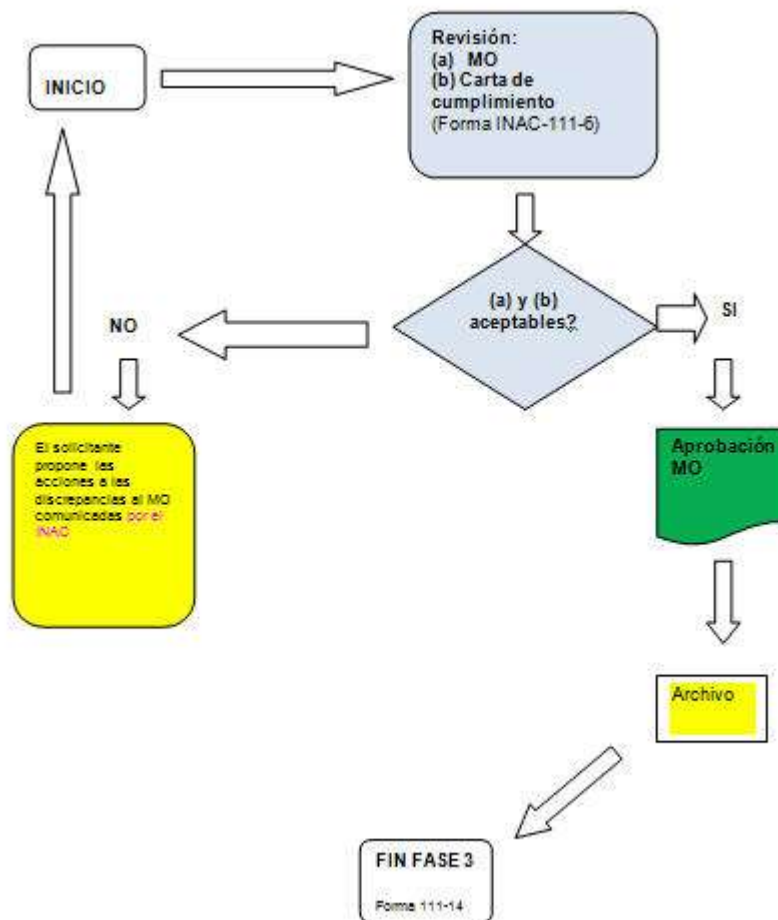 INICIO
Revisión:
(a) MO
(b) Carta de
cumplimiento
(Forma INAC-111-6)
(a) y (b)
aceptables?
NO
SI
El solicitante
propone las
acciones a las
discrepancias al MO
comunicadas por el
INAC
Aprobación
MO
Archivo
FIN FASE 3
Forma 111-14